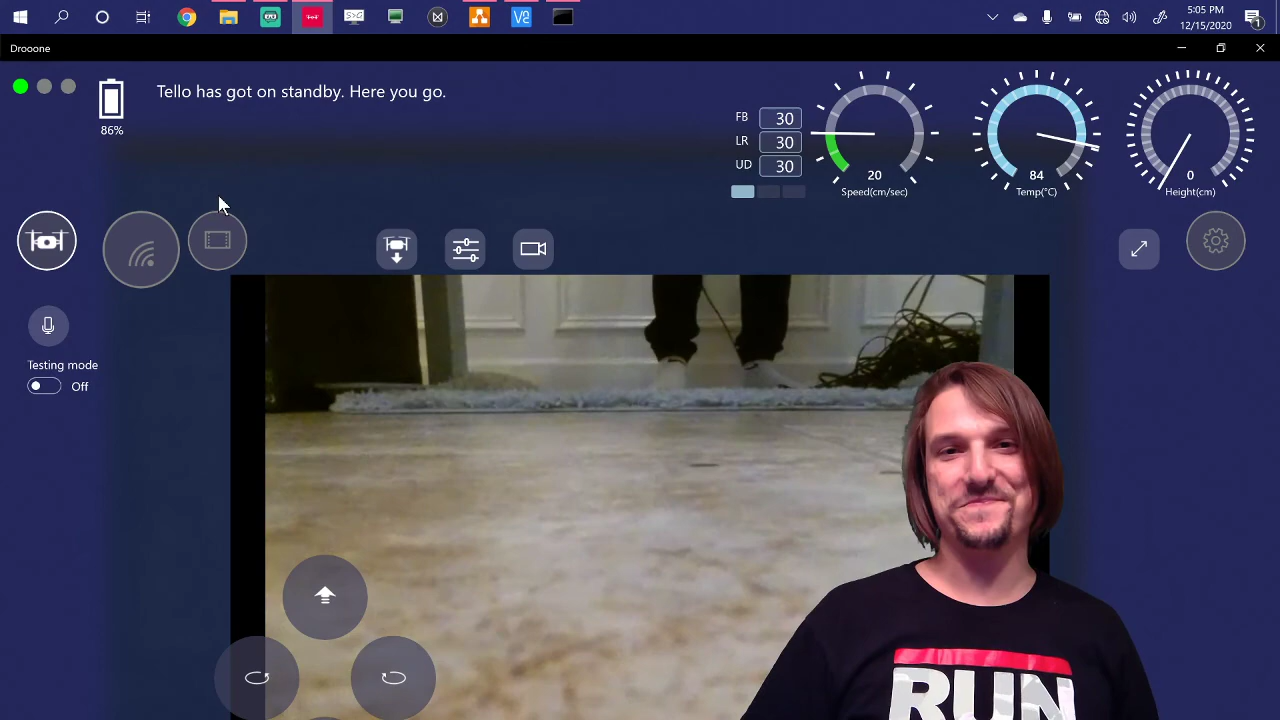 5:05 PM
12/15/2020
1
Drooone
Tello has got on standby. Here you go.
86%
FB 30
LR 30
UD 30
20
Speed(cm/sec)
84
Temp(°C)
0
Height(cm)
Testing mode
Off
RUN